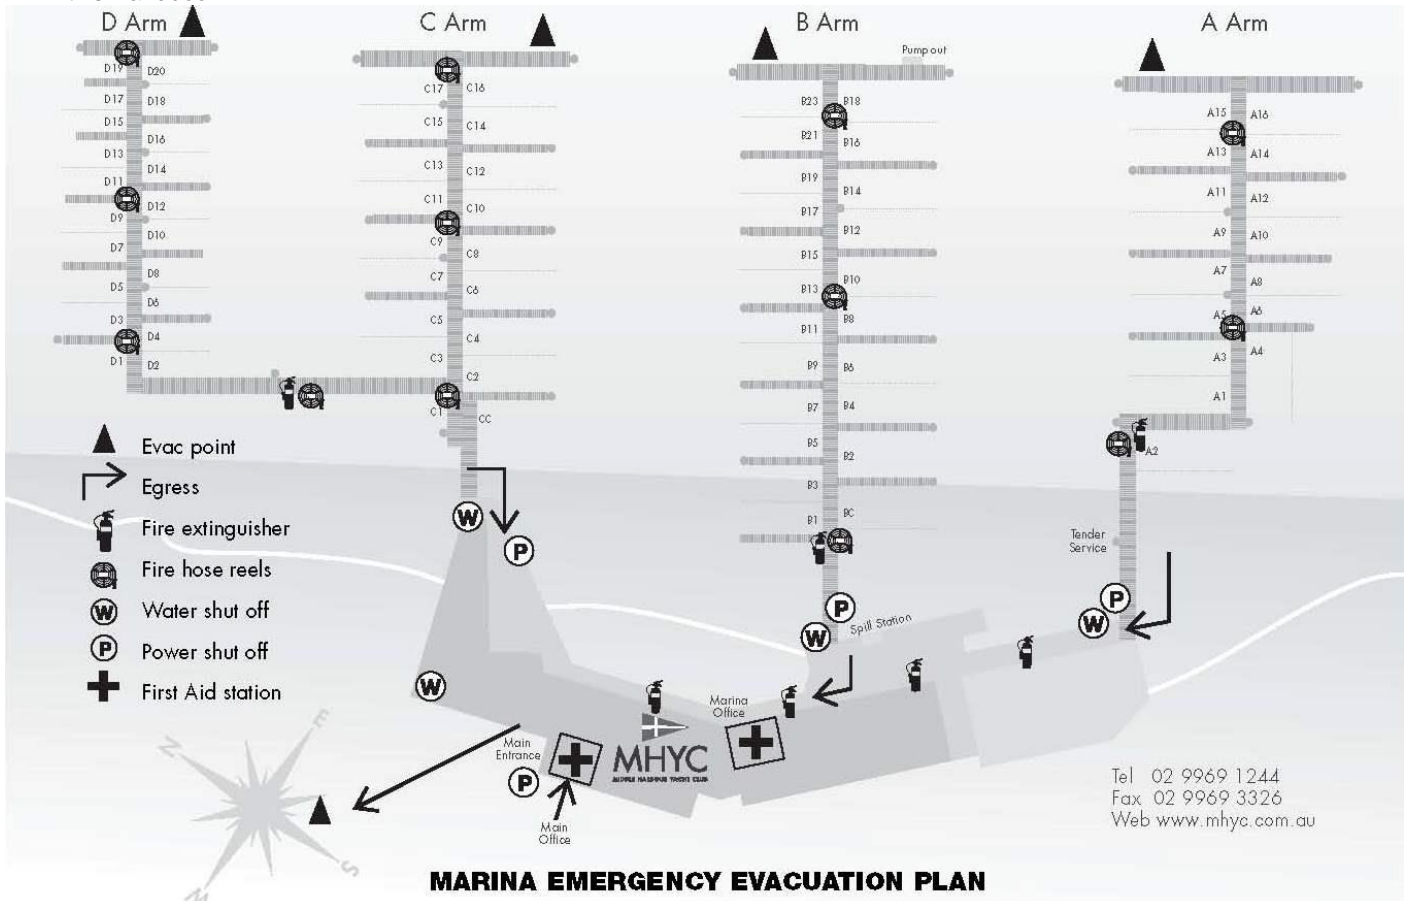 D Arm
C Arm
B Arm
A Arm
Pump out
D19
D20
D17
D18
D15
D16
D13
D14
D11
D12
D9
D10
D7
D8
D5
D6
D3
D4
D1
D2
C17
C16
C15
C14
C13
C12
C11
C10
C9
C8
C7
C6
C5
C4
C3
C2
C1
CC
B23
B18
B21
B16
B19
B14
B17
B12
B15
B10
B13
B8
B11
B6
B9
B4
B7
B2
B5
B3
BC
B1
A15
A16
A13
A14
A11
A12
A9
A10
A7
A8
A5
A6
A3
A4
A1
A2
Evac point
Egress
Fire extinguisher
Fire hose reels
W
Water shut off
P
Power shut off
First Aid station
W
P
W
P
W
P
W
Tender
Service
Spill Station
Marina
Office
Main
Entrance
P
MHYC
MIDDLE HARBOUR YACHT CLUB
Main
Office
N
E
S
W
Tel 02 9969 1244
Fax 02 9969 3326
Web www.mhyc.com.au
MARINA EMERGENCY EVACUATION PLAN